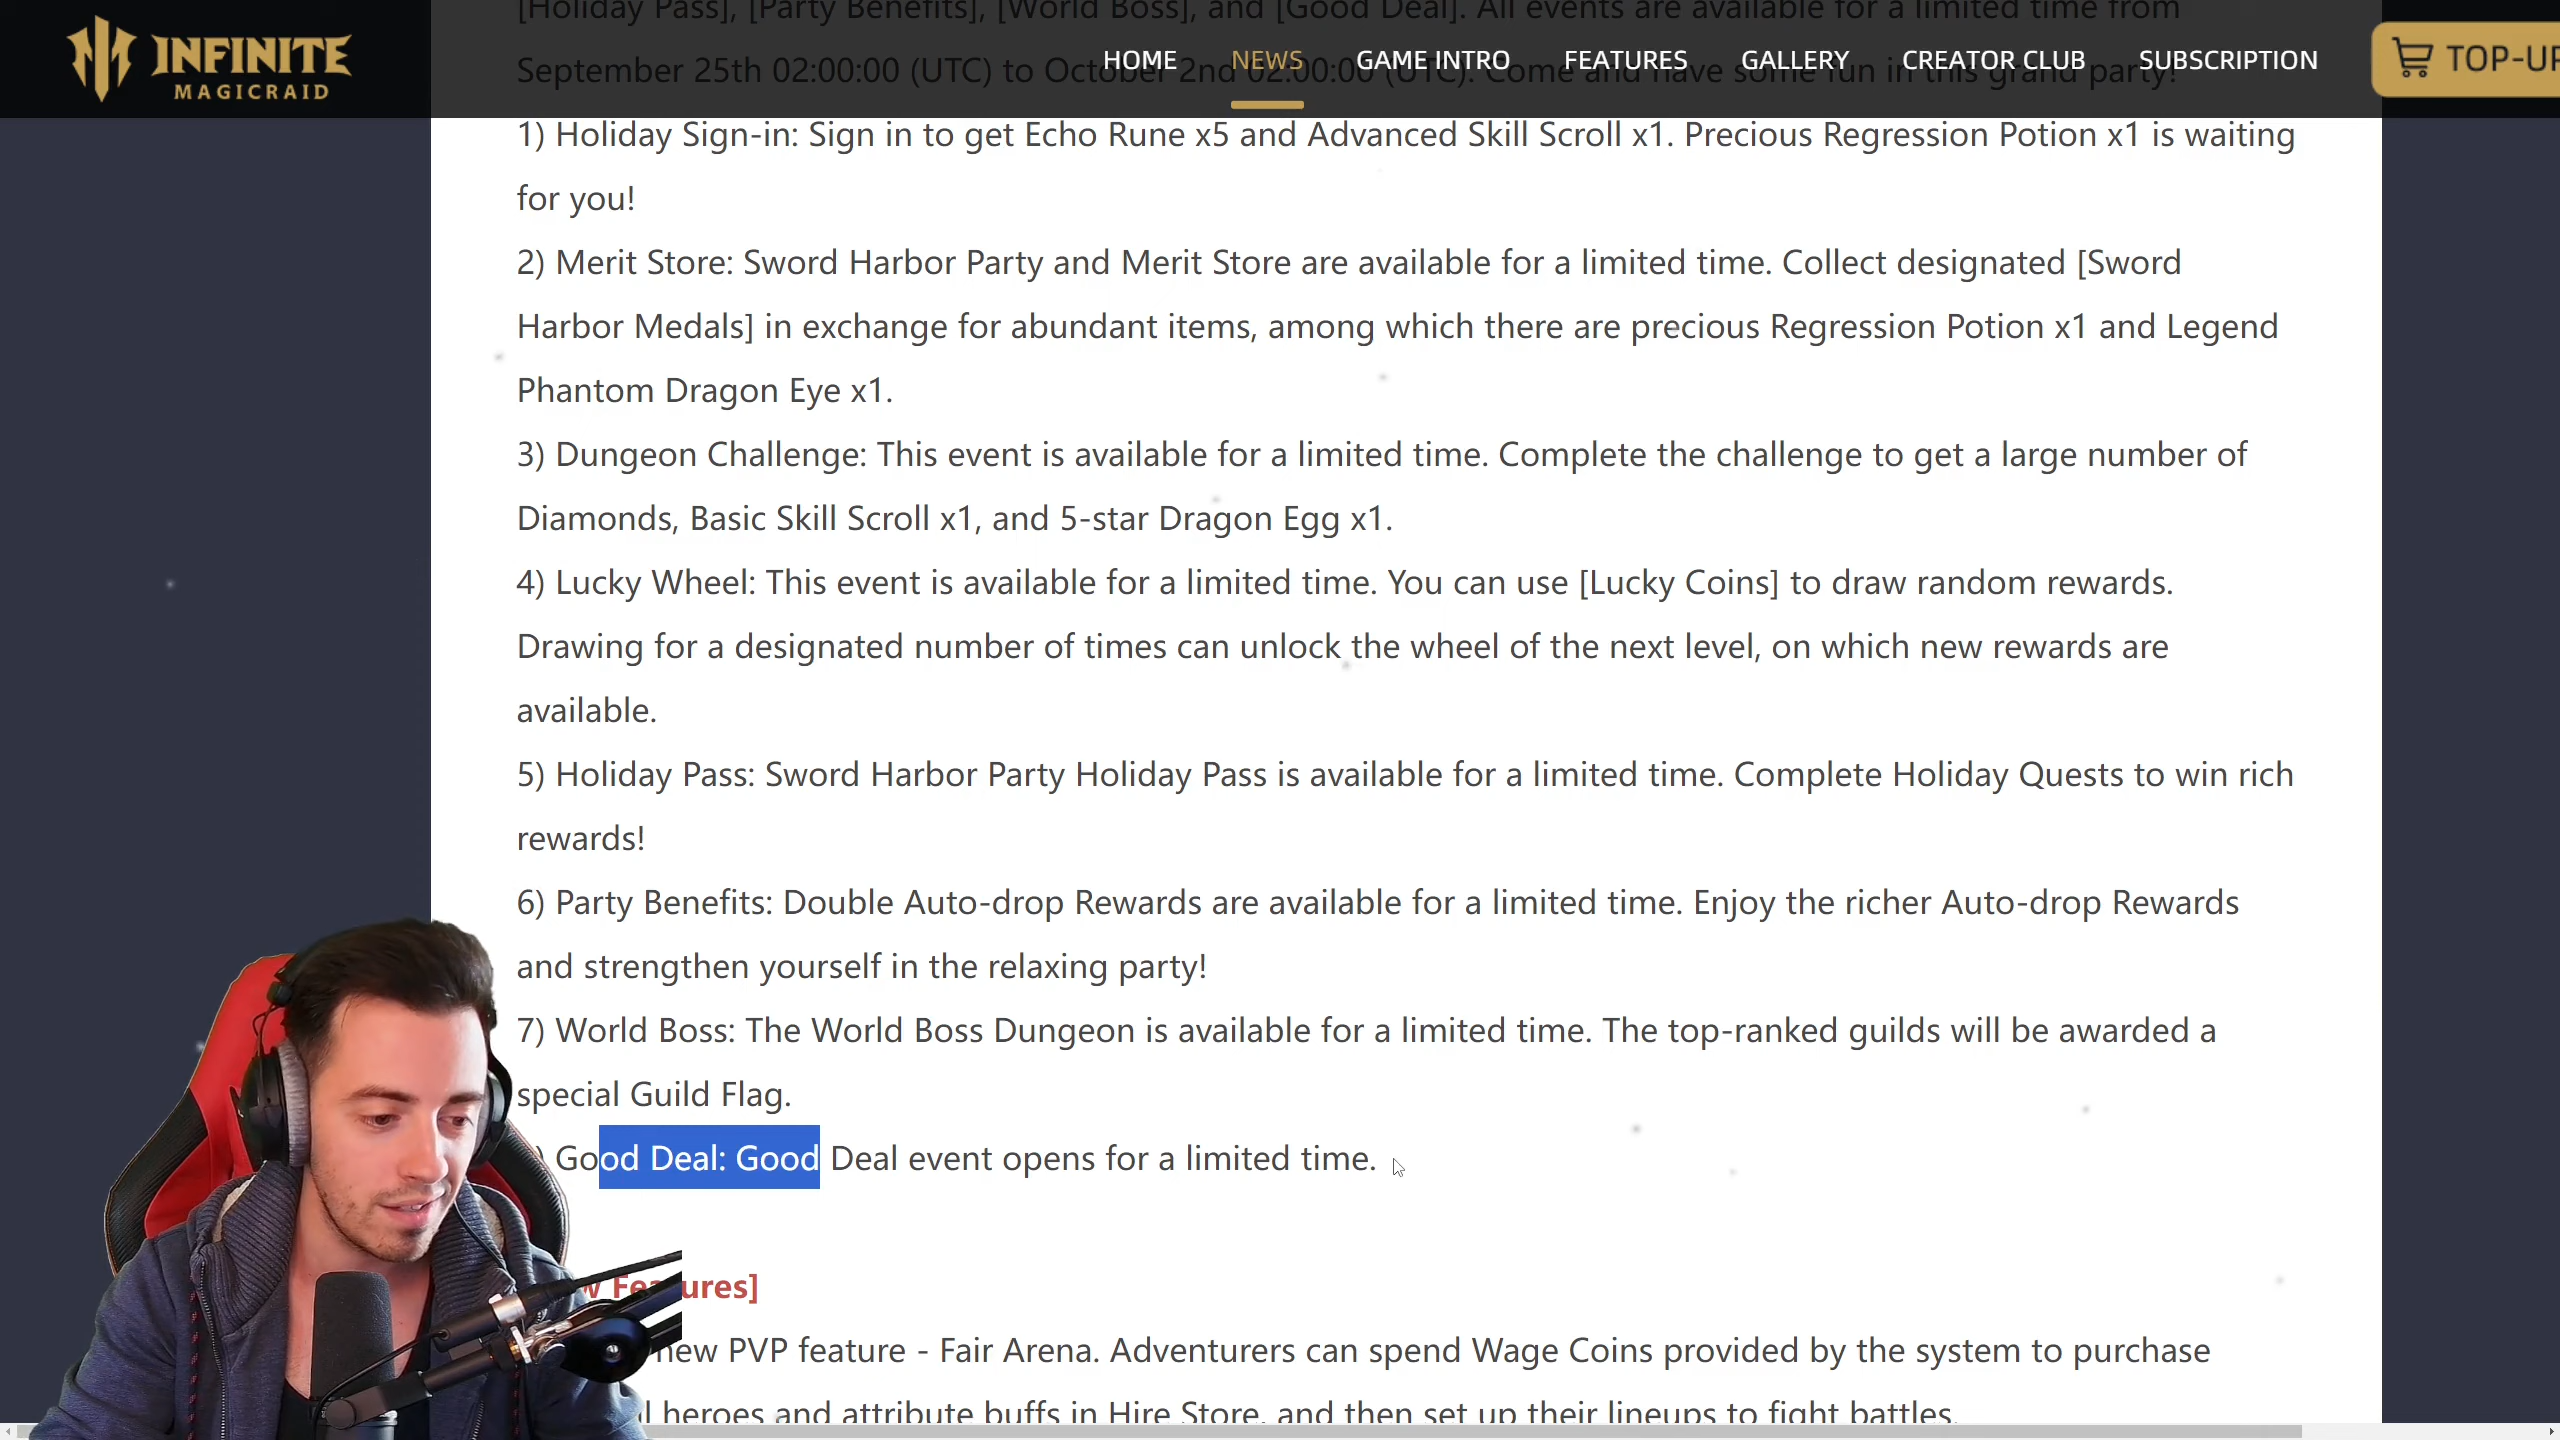 [Holiday Pass], [Party Benefits], [World Boss], and [Good Deal]. All events are available for a limited time from
INFINITE
MAGICRAID
HOME NEWS GAME INTRO FEATURES GALLERY CREATOR CLUB SUBSCRIPTION TOP-UP
September 25th 02:00:00 (UTC) to October 2nd 02:00:00 (UTC). Come and have some fun in this grand party!
1) Holiday Sign-in: Sign in to get Echo Rune x5 and Advanced Skill Scroll x1. Precious Regression Potion x1 is waiting
for you!
2) Merit Store: Sword Harbor Party and Merit Store are available for a limited time. Collect designated [Sword
Harbor Medals] in exchange for abundant items, among which there are precious Regression Potion x1 and Legend
Phantom Dragon Eye x1.
3) Dungeon Challenge: This event is available for a limited time. Complete the challenge to get a large number of
Diamonds, Basic Skill Scroll x1, and 5-star Dragon Egg x1.
4) Lucky Wheel: This event is available for a limited time. You can use [Lucky Coins] to draw random rewards.
Drawing for a designated number of times can unlock the wheel of the next level, on which new rewards are
available.
5) Holiday Pass: Sword Harbor Party Holiday Pass is available for a limited time. Complete Holiday Quests to win rich
rewards!
6) Party Benefits: Double Auto-drop Rewards are available for a limited time. Enjoy the richer Auto-drop Rewards
and strengthen yourself in the relaxing party!
7) World Boss: The World Boss Dungeon is available for a limited time. The top-ranked guilds will be awarded a
special Guild Flag.
) Good Deal: Good Deal event opens for a limited time.
Features]
new PVP feature - Fair Arena. Adventurers can spend Wage Coins provided by the system to purchase
heroes and attribute buffs in Hire Store, and then set up their lineups to fight battles.